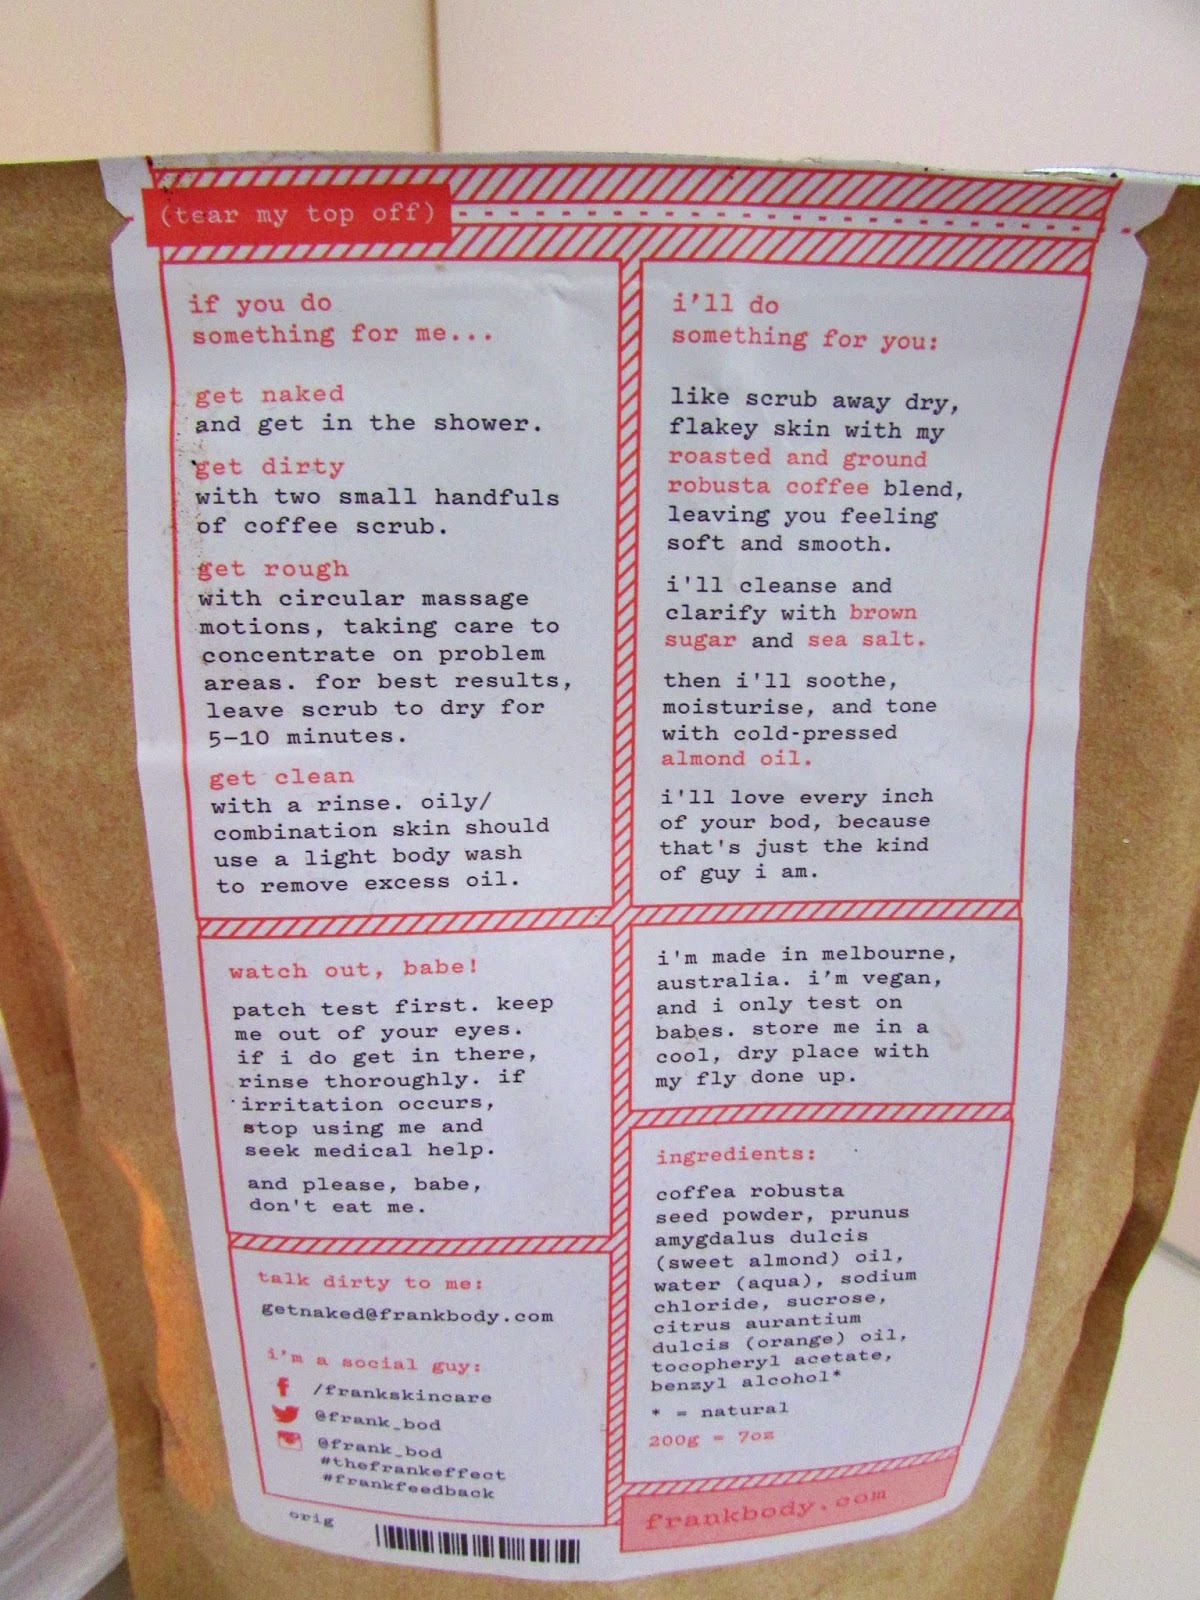 (tear my top off)
if you do
something for me...
get naked
and get in the shower.
get dirty
with two small handfuls
of coffee scrub.
get rough
with circular massage
motions, taking care to
concentrate on problem
areas. for best results,
leave scrub to dry for
5–10 minutes.
get clean
with a rinse. oily/
combination skin should
use a light body wash
to remove excess oil.
i'll do
something for you:
like scrub away dry,
flakey skin with my
roasted and ground
robusta coffee blend,
leaving you feeling
soft and smooth.
i'll cleanse and
clarify with brown
sugar and sea salt.
then i'll soothe,
moisturise, and tone
with cold-pressed
almond oil.
i'll love every inch
of your bod, because
that's just the kind
of guy i am.
watch out, babe!
patch test first. keep
me out of your eyes.
if i do get in there,
rinse thoroughly. if
irritation occurs,
stop using me and
seek medical help.
and please, babe,
don't eat me.
i'm made in melbourne,
australia. i'm vegan,
and i only test on
babes. store me in a
cool, dry place with
my fly done up.
talk dirty to me:
getnaked@frankbody.com
i'm a social guy:
/frankskincare
@frank_bod
@frank_bod
#thefrankeffect
#frankfeedback
ingredients:
coffea robusta
seed powder, prunus
amygdalus dulcis
(sweet almond) oil,
water (aqua), sodium
chloride, sucrose,
citrus aurantium
dulcis (orange) oil,
tocopheryl acetate,
benzyl alcohol*
* = natural
200g = 7oz
orig
frankbody.com